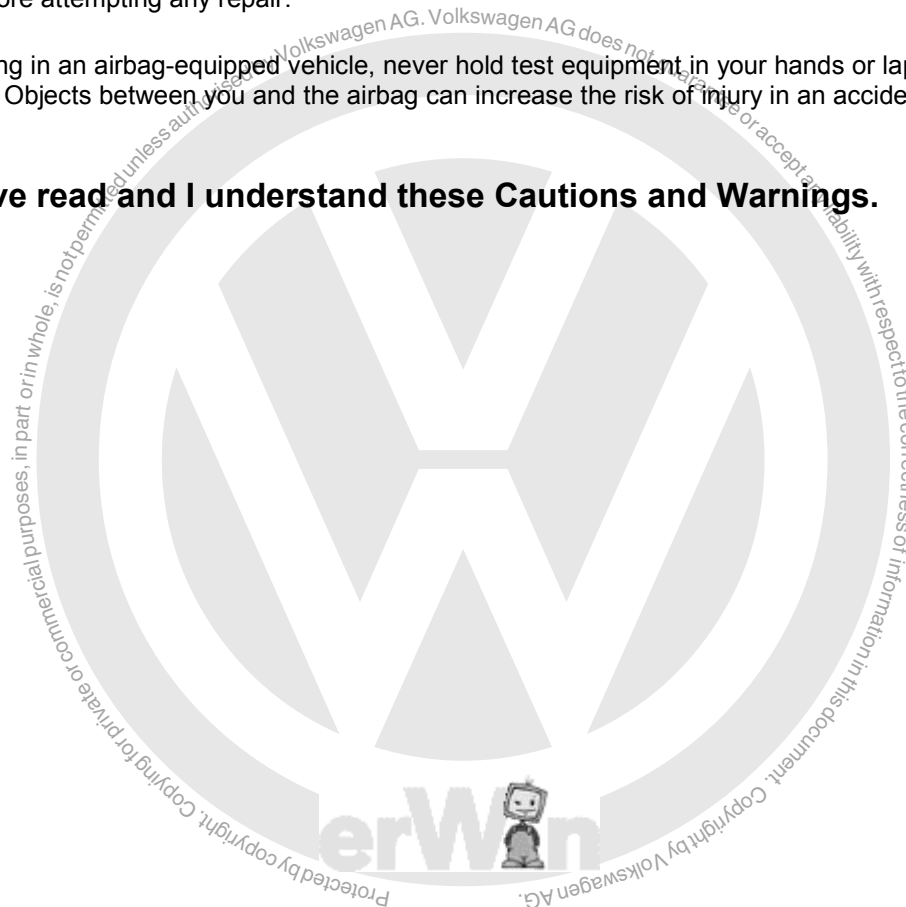 ore attempting any repair.
ng in an airbag-equipped vehicle, never hold test equipment in your hands or lap
Objects between you and the airbag can increase the risk of injury in an accide
ve read and I understand these Cautions and Warnings.
Protected by copyright. Copying for private or commercial purposes, in part or in whole, is not permitted unless authorised by Volkswagen AG. Volkswagen AG does not guarantee or accept any liability with respect to the correctness of information in this document. Copyright by Volkswagen AG.
erWin